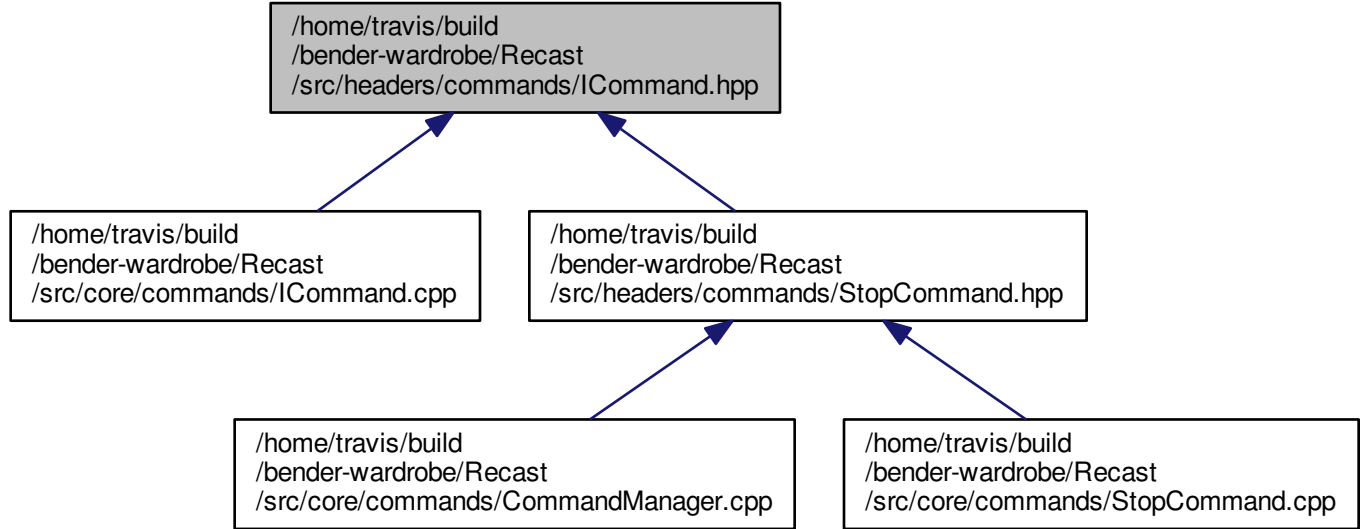 /home/travis/build
/bender-wardrobe/Recast
/src/headers/commands/ICommand.hpp
/home/travis/build
/bender-wardrobe/Recast
/src/core/commands/ICommand.cpp
/home/travis/build
/bender-wardrobe/Recast
/src/headers/commands/StopCommand.hpp
/home/travis/build
/bender-wardrobe/Recast
/src/core/commands/CommandManager.cpp
/home/travis/build
/bender-wardrobe/Recast
/src/core/commands/StopCommand.cpp